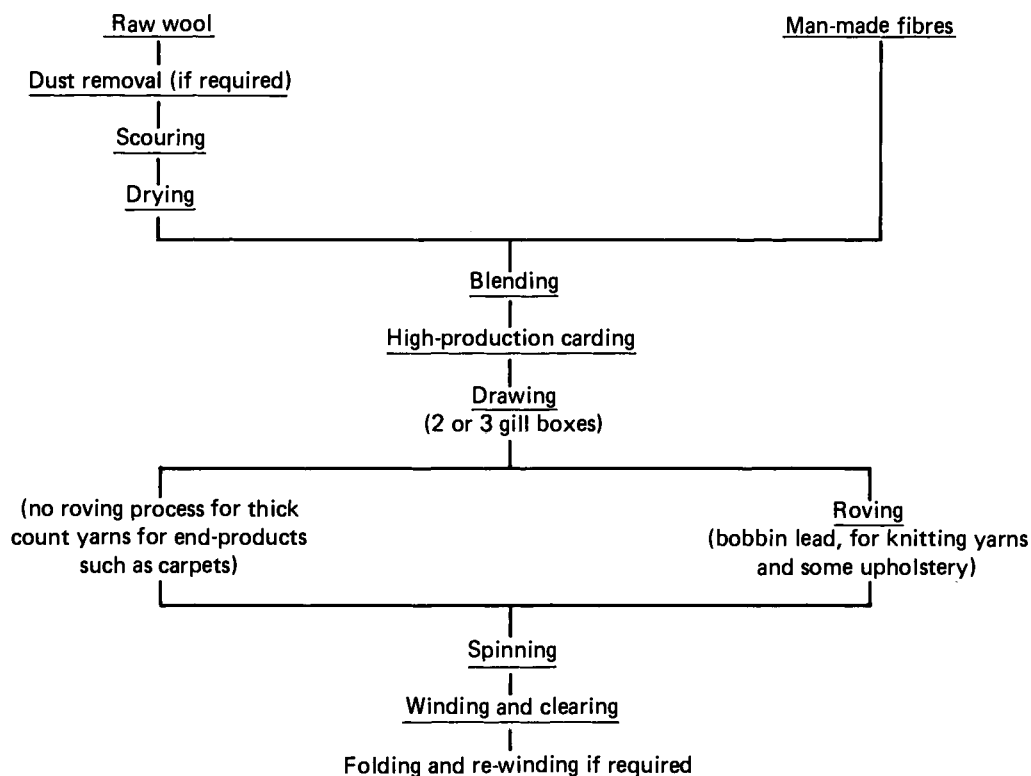 Raw wool
Man-made fibres
Dust removal (if required)
Scouring
Drying
Blending
High-production carding
Drawing
(2 or 3 gill boxes)
(no roving process for thick
count yarns for end-products
such as carpets)
Roving
(bobbin lead, for knitting yarns
and some upholstery)
Spinning
Winding and clearing
Folding and re-winding if required